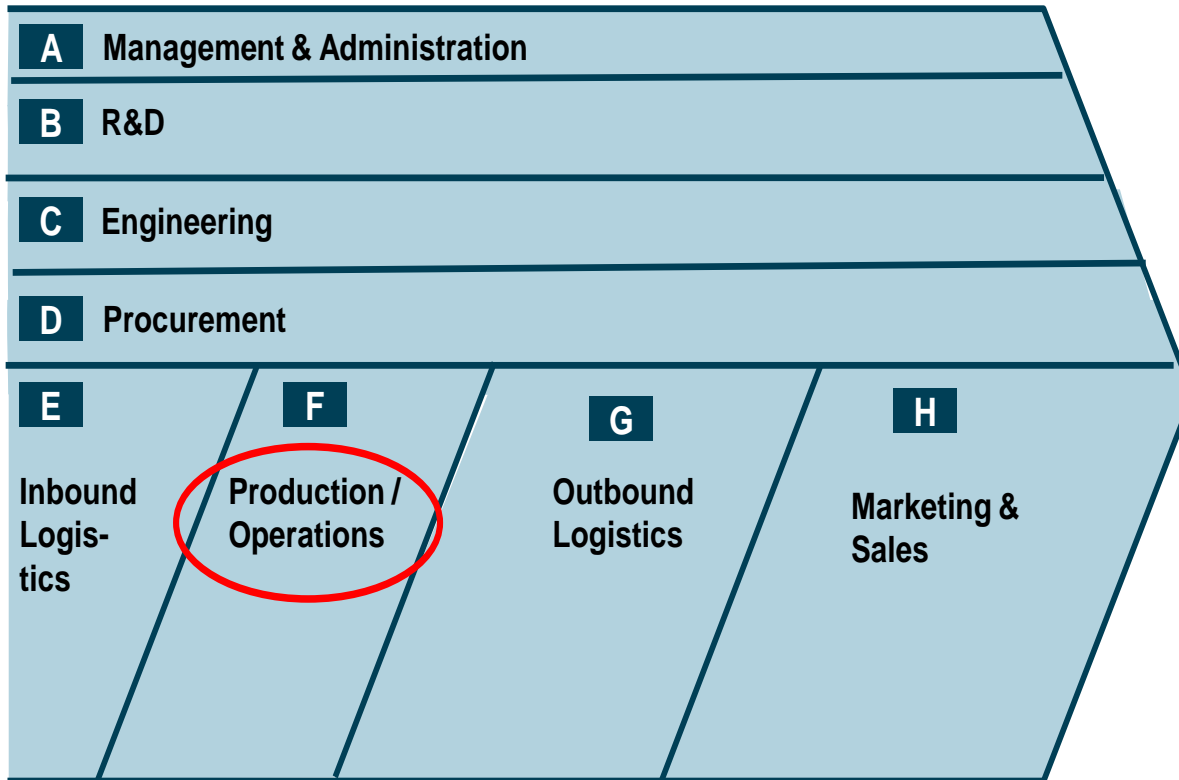 A Management & Administration
B R&D
C Engineering
D Procurement
E
Inbound
Logis-
tics
F
Production /
Operations
G
Outbound
Logistics
H
Marketing &
Sales